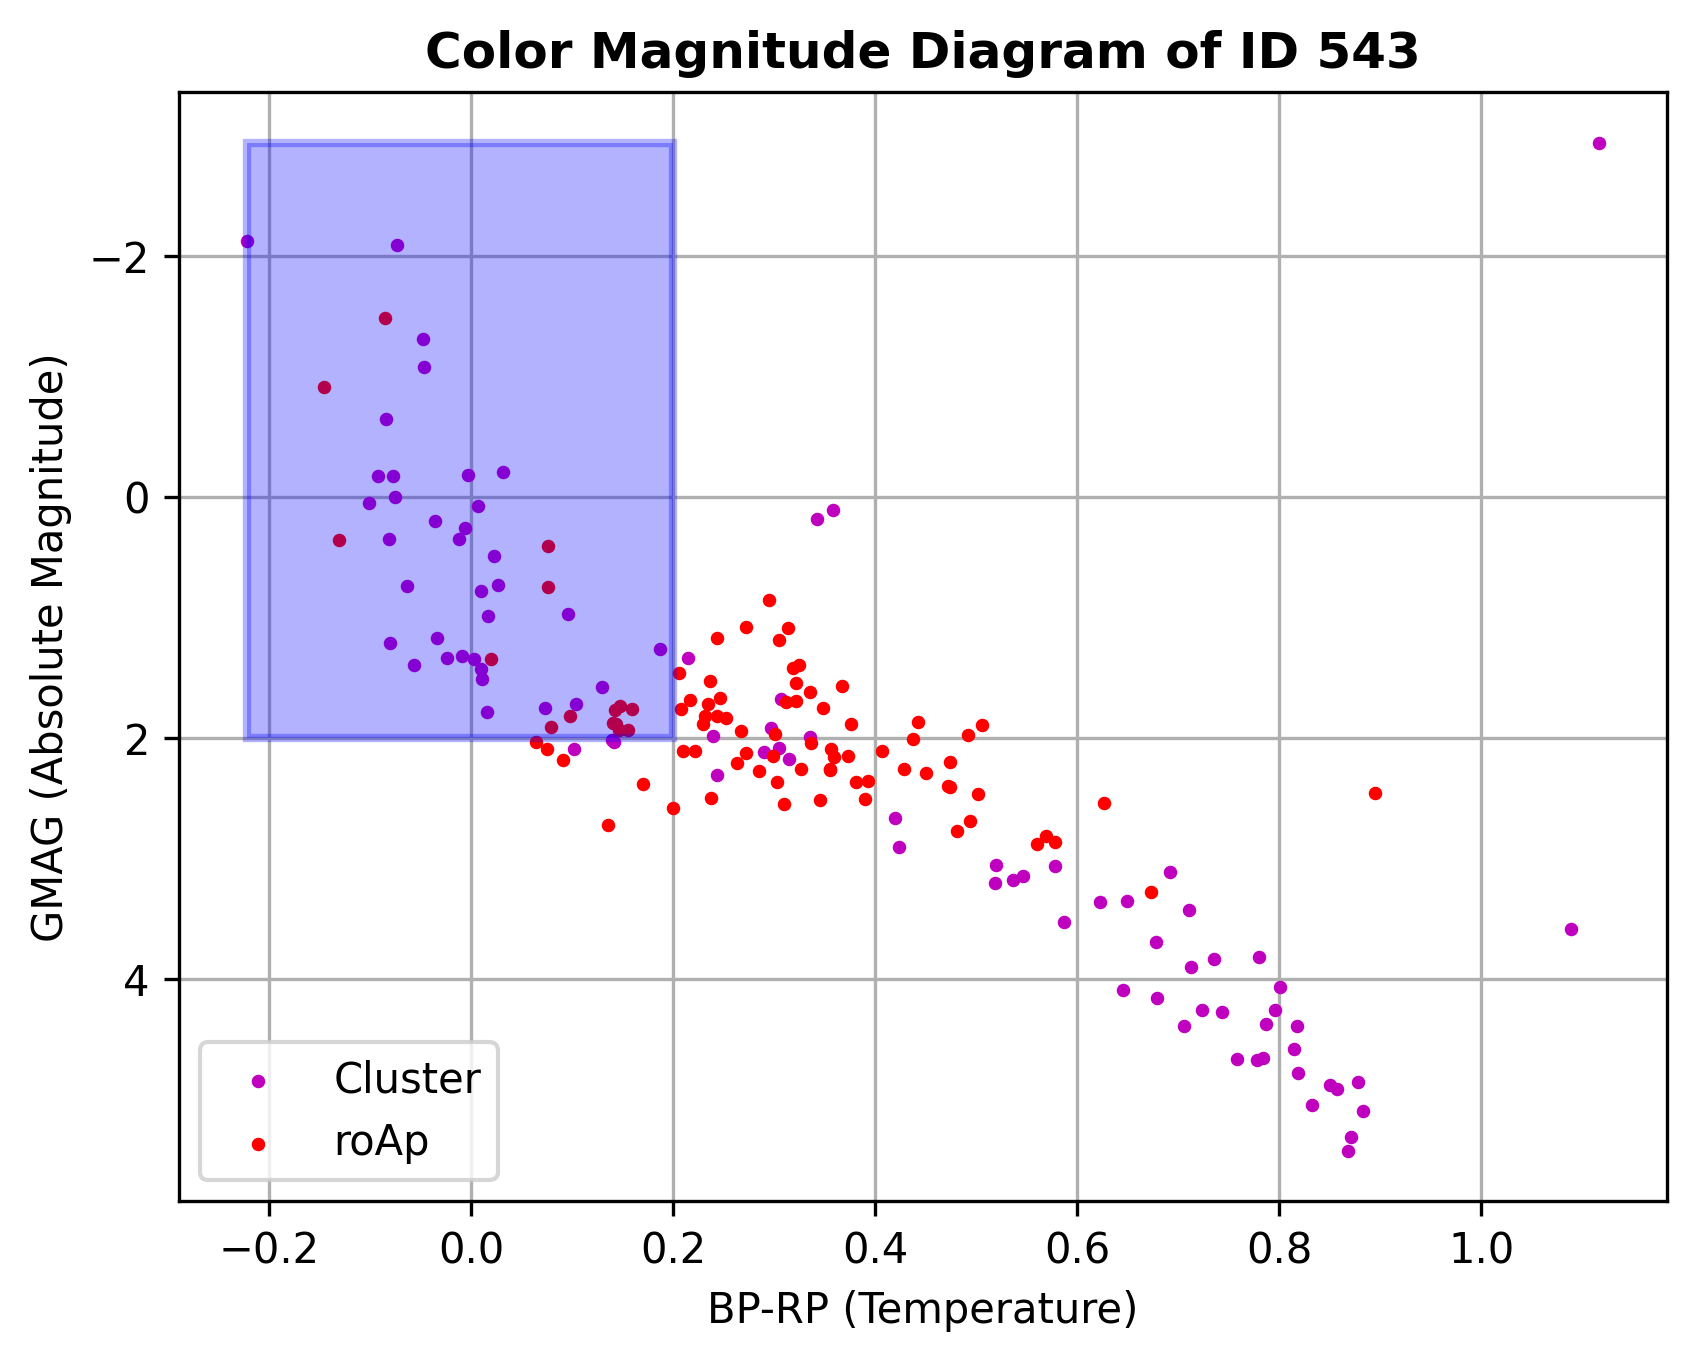 Color Magnitude Diagram of ID 543
GMAG (Absolute Magnitude)
−2
0
2
4
Cluster
roAp
−0.2 0.0 0.2 0.4 0.6 0.8 1.0
BP-RP (Temperature)